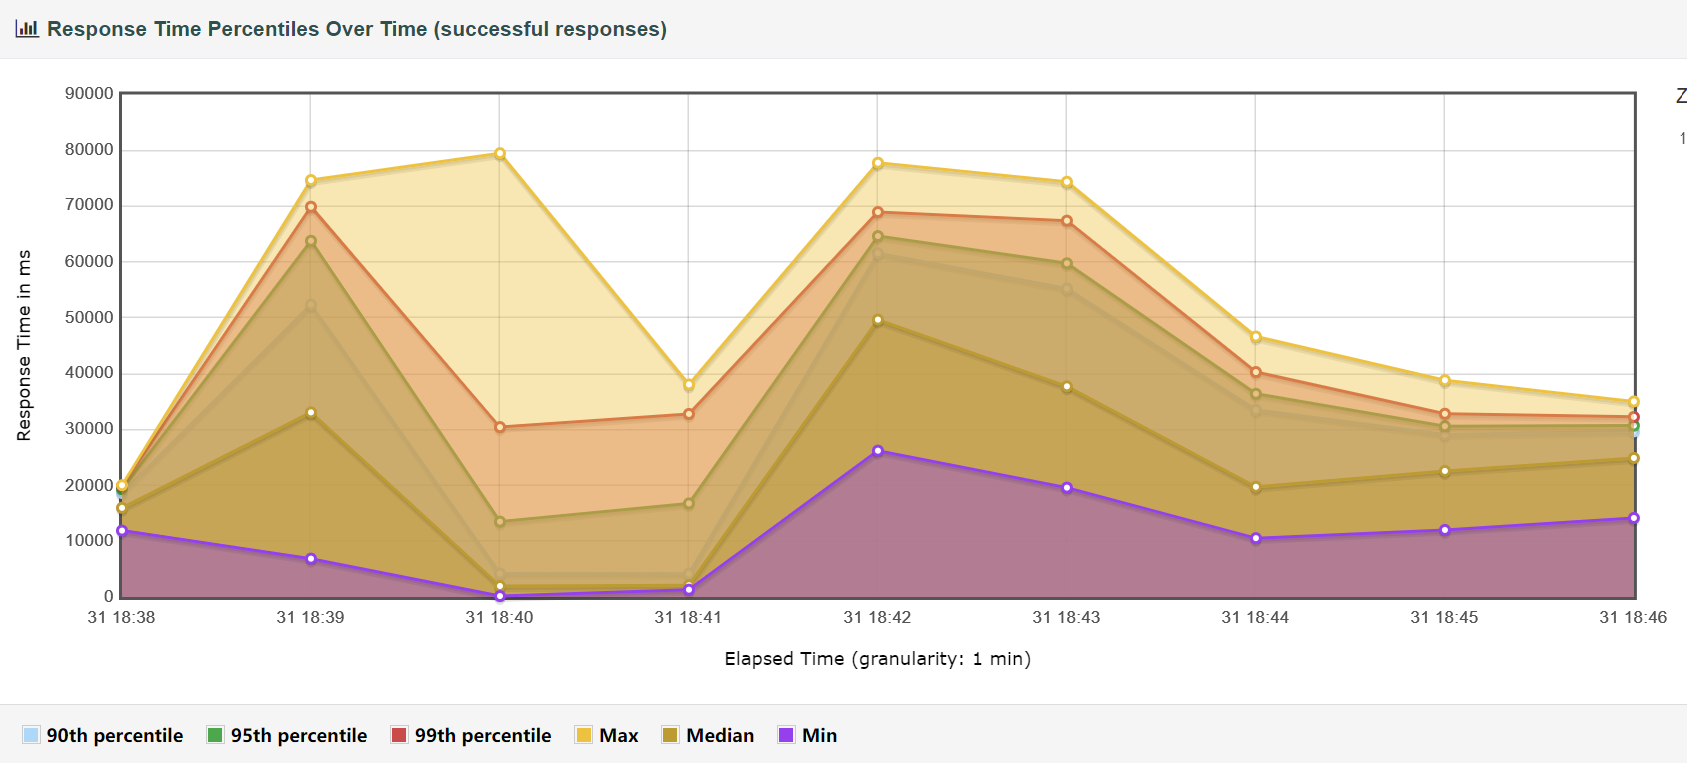 Response Time Percentiles Over Time (successful responses)
90000
80000
70000
60000
50000
40000
30000
20000
10000
0
Response Time in ms
31 18:38 31 18:39 31 18:40 31 18:41 31 18:42 31 18:43 31 18:44 31 18:45 31 18:46
Elapsed Time (granularity: 1 min)
Z
1
90th percentile 95th percentile 99th percentile Max Median Min